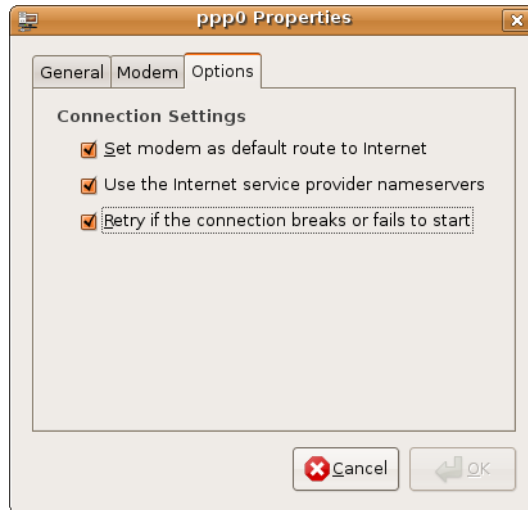 ppp0 Properties
General Modem Options
Connection Settings
Set modem as default route to Internet
Use the Internet service provider nameservers
Retry if the connection breaks or fails to start
Cancel OK